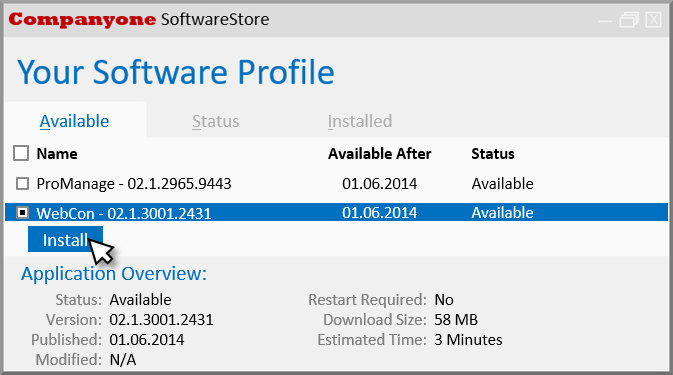 Companyone SoftwareStore
Your Software Profile
Available Status Installed
Name Available After Status
ProManage - 02.1.2965.9443 01.06.2014 Available
WebCon - 02.1.3001.2431 01.06.2014 Available
Install
Application Overview:
Status: Available Restart Required: No
Version: 02.1.3001.2431 Download Size: 58 MB
Published: 01.06.2014 Estimated Time: 3 Minutes
Modified: N/A